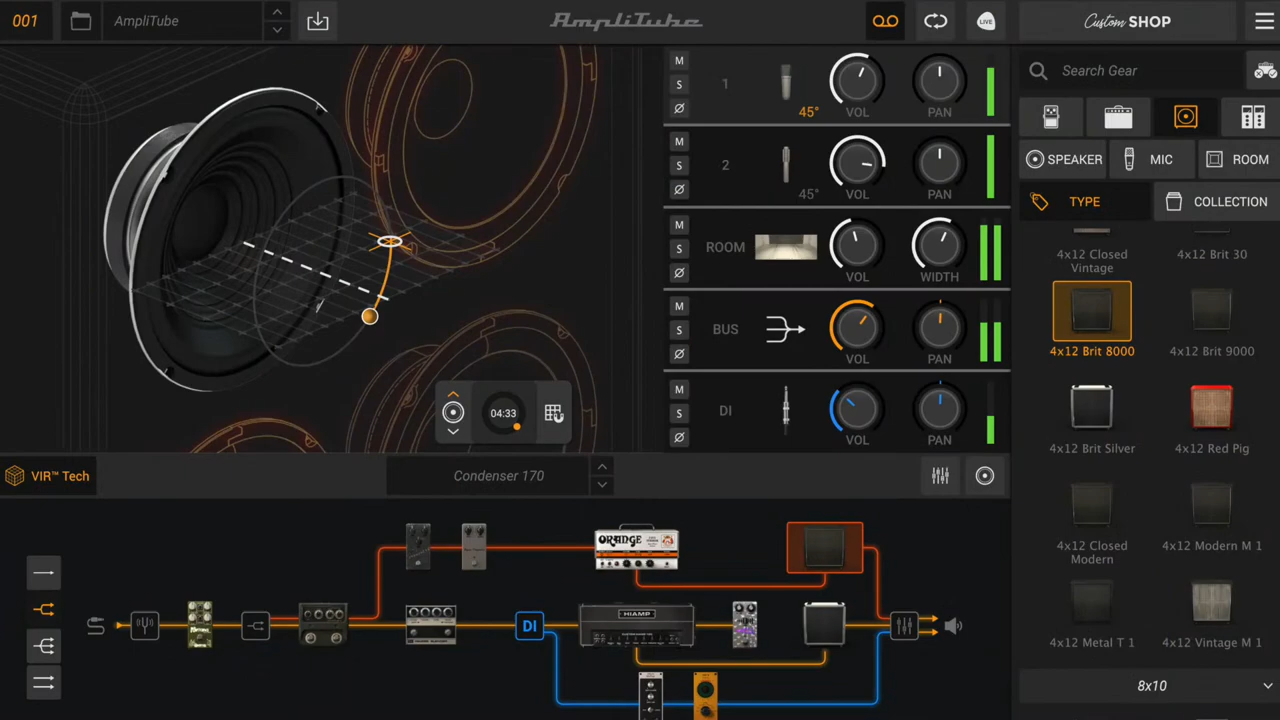 001
AmpliTube
AmpliTube
LIVE
Custom SHOP
M
S
Ø
1
45°
VOL
PAN
M
S
Ø
2
45°
VOL
PAN
M
S
Ø
ROOM
VOL
WIDTH
M
S
Ø
BUS
VOL
PAN
M
S
Ø
DI
VOL
PAN
04:33
VIR™ Tech
Condenser 170
Search Gear
SPEAKER
MIC
ROOM
TYPE
COLLECTION
4x12 Closed
Vintage
4x12 Brit 30
4x12 Brit 8000
4x12 Brit 9000
4x12 Brit Silver
4x12 Red Pig
4x12 Closed
Modern
4x12 Modern M 1
4x12 Metal T 1
4x12 Vintage M 1
8x10
ORANGE
DI
HIAMP